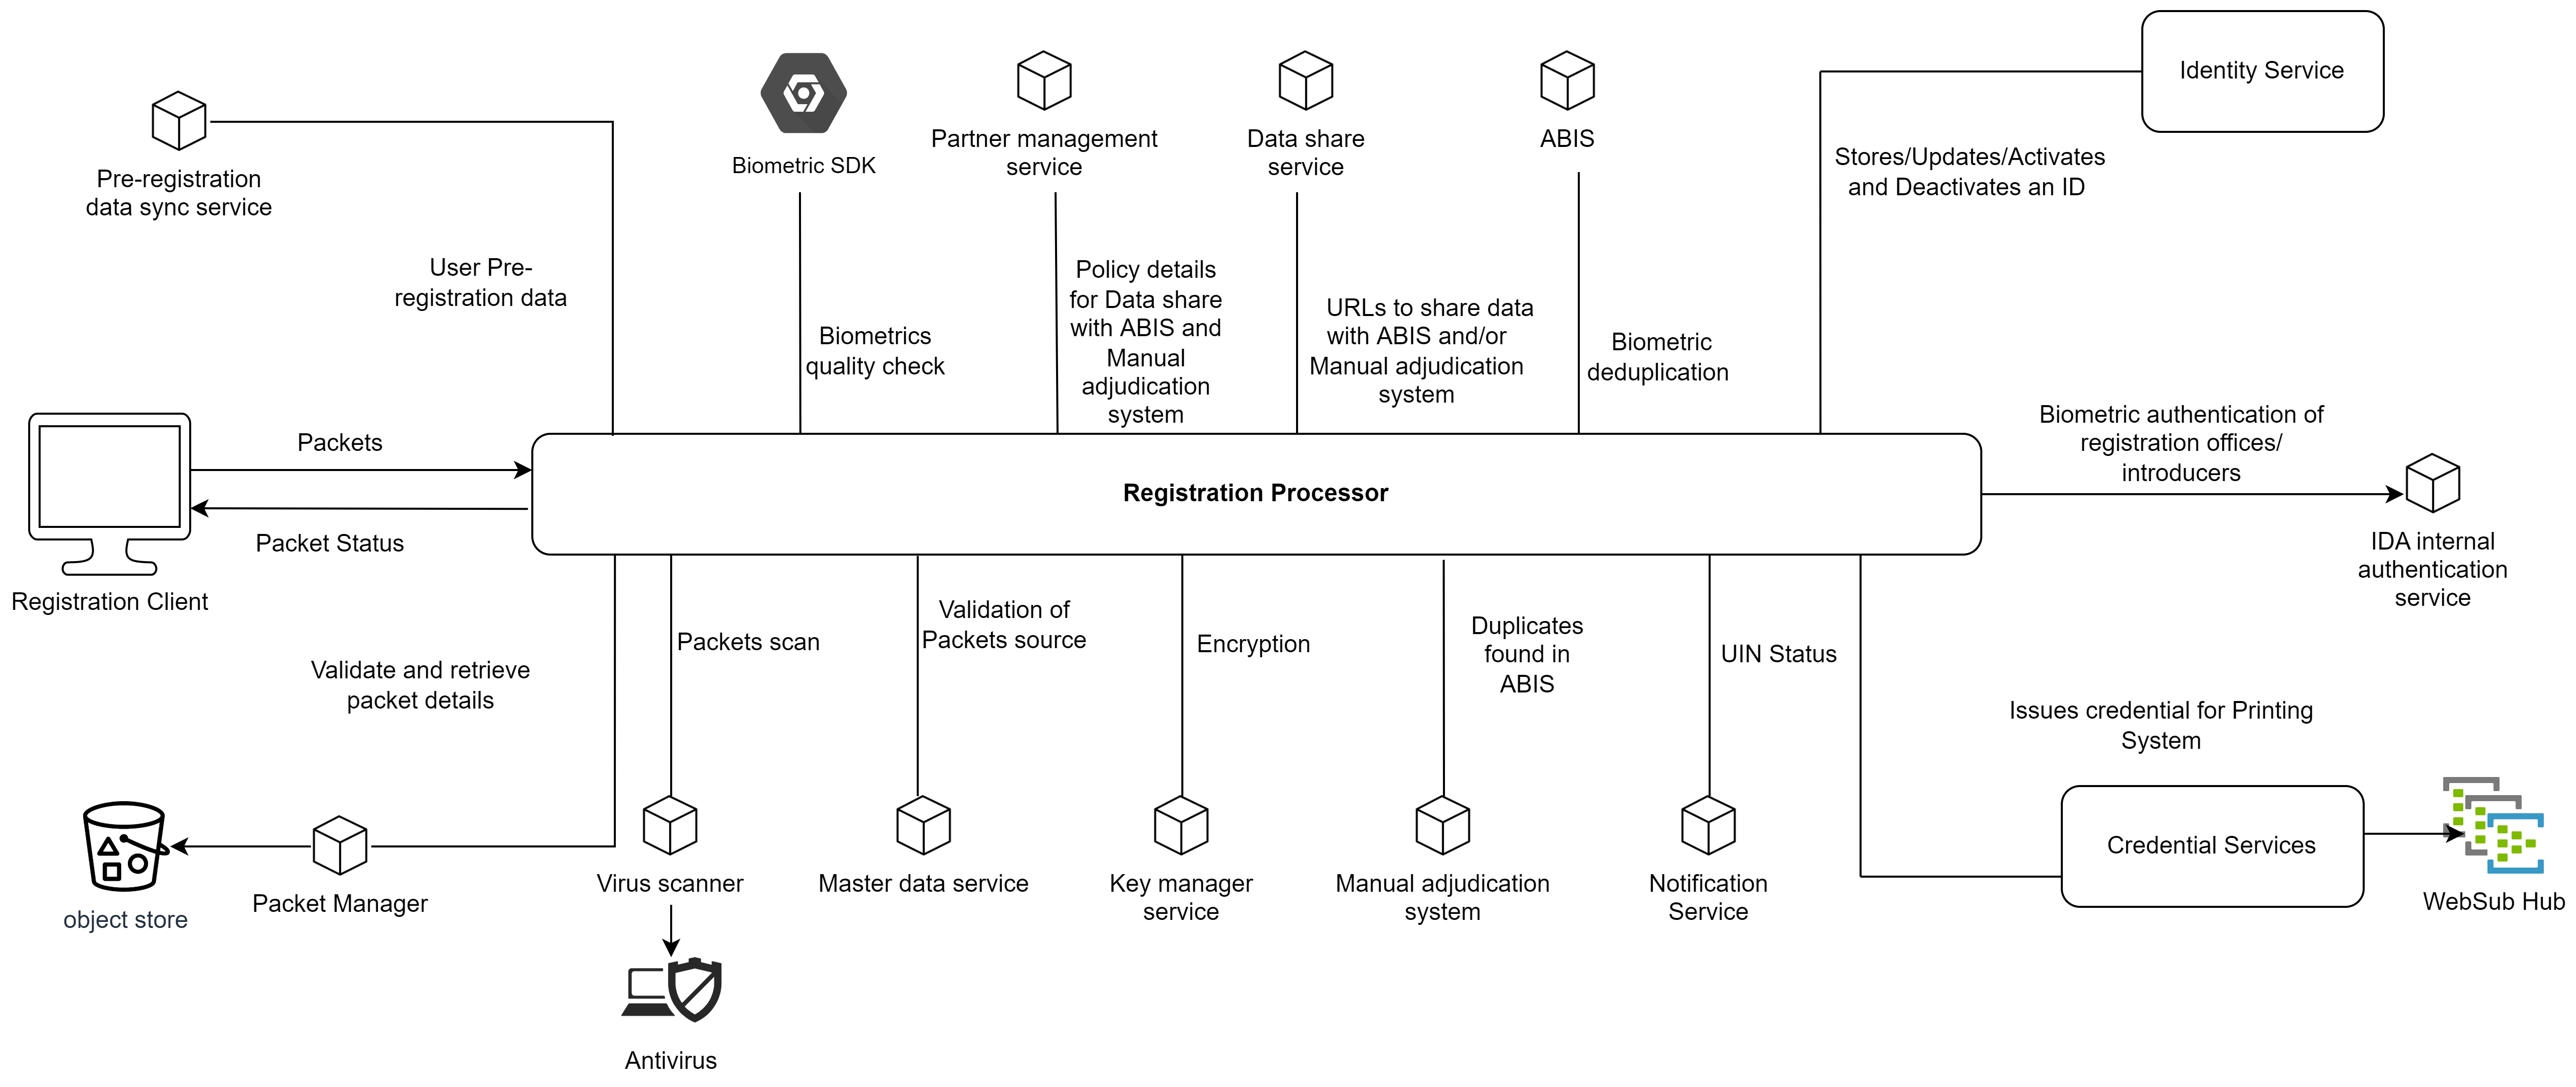 Identity Service
Pre-registration
data sync service
Biometric SDK
Partner management
service
Data share
service
ABIS
Stores/Updates/Activates
and Deactivates an ID
User Pre-
registration data
Biometrics
quality check
Policy details
for Data share
with ABIS and
Manual
adjudication
system
URLs to share data
with ABIS and/or
Manual adjudication
system
Biometric
deduplication
Packets
Packet Status
Registration Client
Registration Processor
Biometric authentication of
registration offices/
introducers
IDA internal
authentication
service
Validate and retrieve
packet details
Packets scan
Validation of
Packets source
Encryption
Duplicates
found in
ABIS
UIN Status
Issues credential for Printing
System
object store
Packet Manager
Virus scanner
Master data service
Key manager
service
Manual adjudication
system
Notification
Service
Credential Services
WebSub Hub
Antivirus